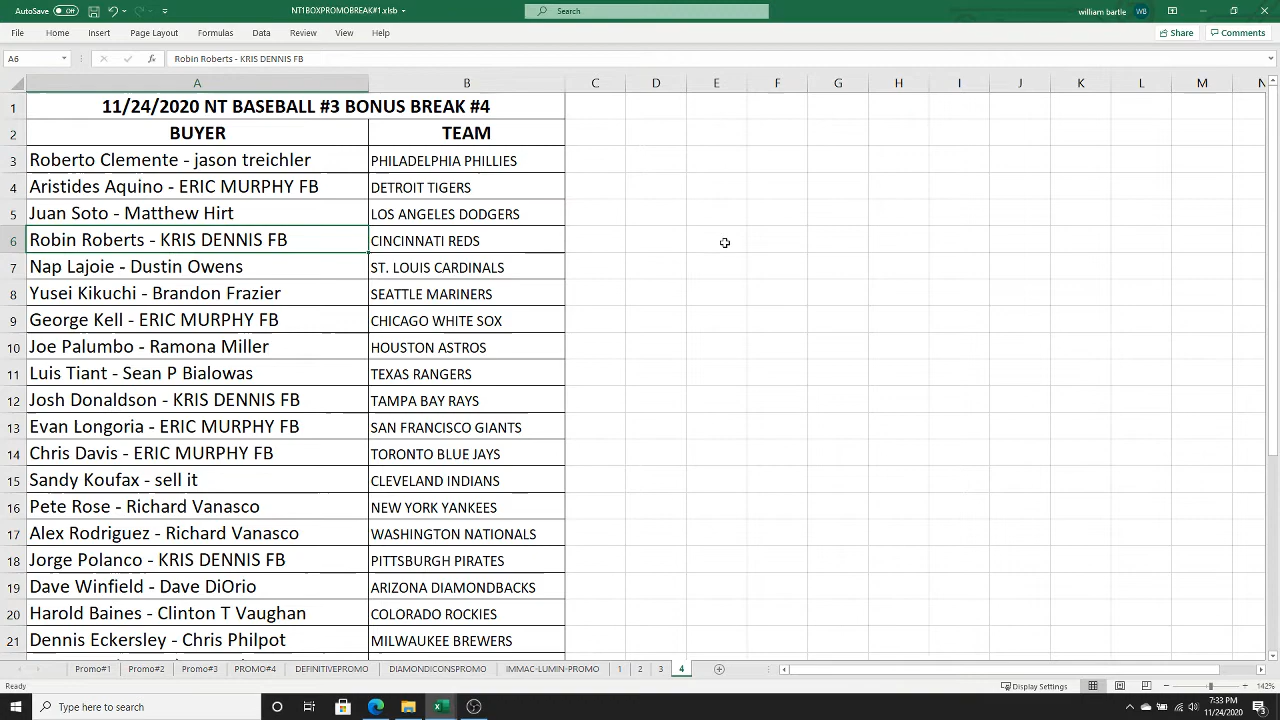 AutoSave Off NT1BOXPROMOBREAK#1.xlsb Search william bartle WB
File Home Insert Page Layout Formulas Data Review View Help Share Comments
A6 fx Robin Roberts - KRIS DENNIS FB
A B C D E F G H I J K L M N
1 11/24/2020 NT BASEBALL #3 BONUS BREAK #4
2 BUYER TEAM
3 Roberto Clemente - jason treichler PHILADELPHIA PHILLIES
4 Aristides Aquino - ERIC MURPHY FB DETROIT TIGERS
5 Juan Soto - Matthew Hirt LOS ANGELES DODGERS
6 Robin Roberts - KRIS DENNIS FB CINCINNATI REDS
7 Nap Lajoie - Dustin Owens ST. LOUIS CARDINALS
8 Yusei Kikuchi - Brandon Frazier SEATTLE MARINERS
9 George Kell - ERIC MURPHY FB CHICAGO WHITE SOX
10 Joe Palumbo - Ramona Miller HOUSTON ASTROS
11 Luis Tiant - Sean P Bialowas TEXAS RANGERS
12 Josh Donaldson - KRIS DENNIS FB TAMPA BAY RAYS
13 Evan Longoria - ERIC MURPHY FB SAN FRANCISCO GIANTS
14 Chris Davis - ERIC MURPHY FB TORONTO BLUE JAYS
15 Sandy Koufax - sell it CLEVELAND INDIANS
16 Pete Rose - Richard Vanasco NEW YORK YANKEES
17 Alex Rodriguez - Richard Vanasco WASHINGTON NATIONALS
18 Jorge Polanco - KRIS DENNIS FB PITTSBURGH PIRATES
19 Dave Winfield - Dave DiOrio ARIZONA DIAMONDBACKS
20 Harold Baines - Clinton T Vaughan COLORADO ROCKIES
21 Dennis Eckersley - Chris Philpot MILWAUKEE BREWERS
Promo#1 Promo#2 Promo#3 PROMO#4 DEFINITIVEPROMO DIAMONDICONSPROMO IMMAC-LUMIN-PROMO 1 2 3 4
Ready Display Settings 142%
Type here to search 7:33 PM
11/24/2020